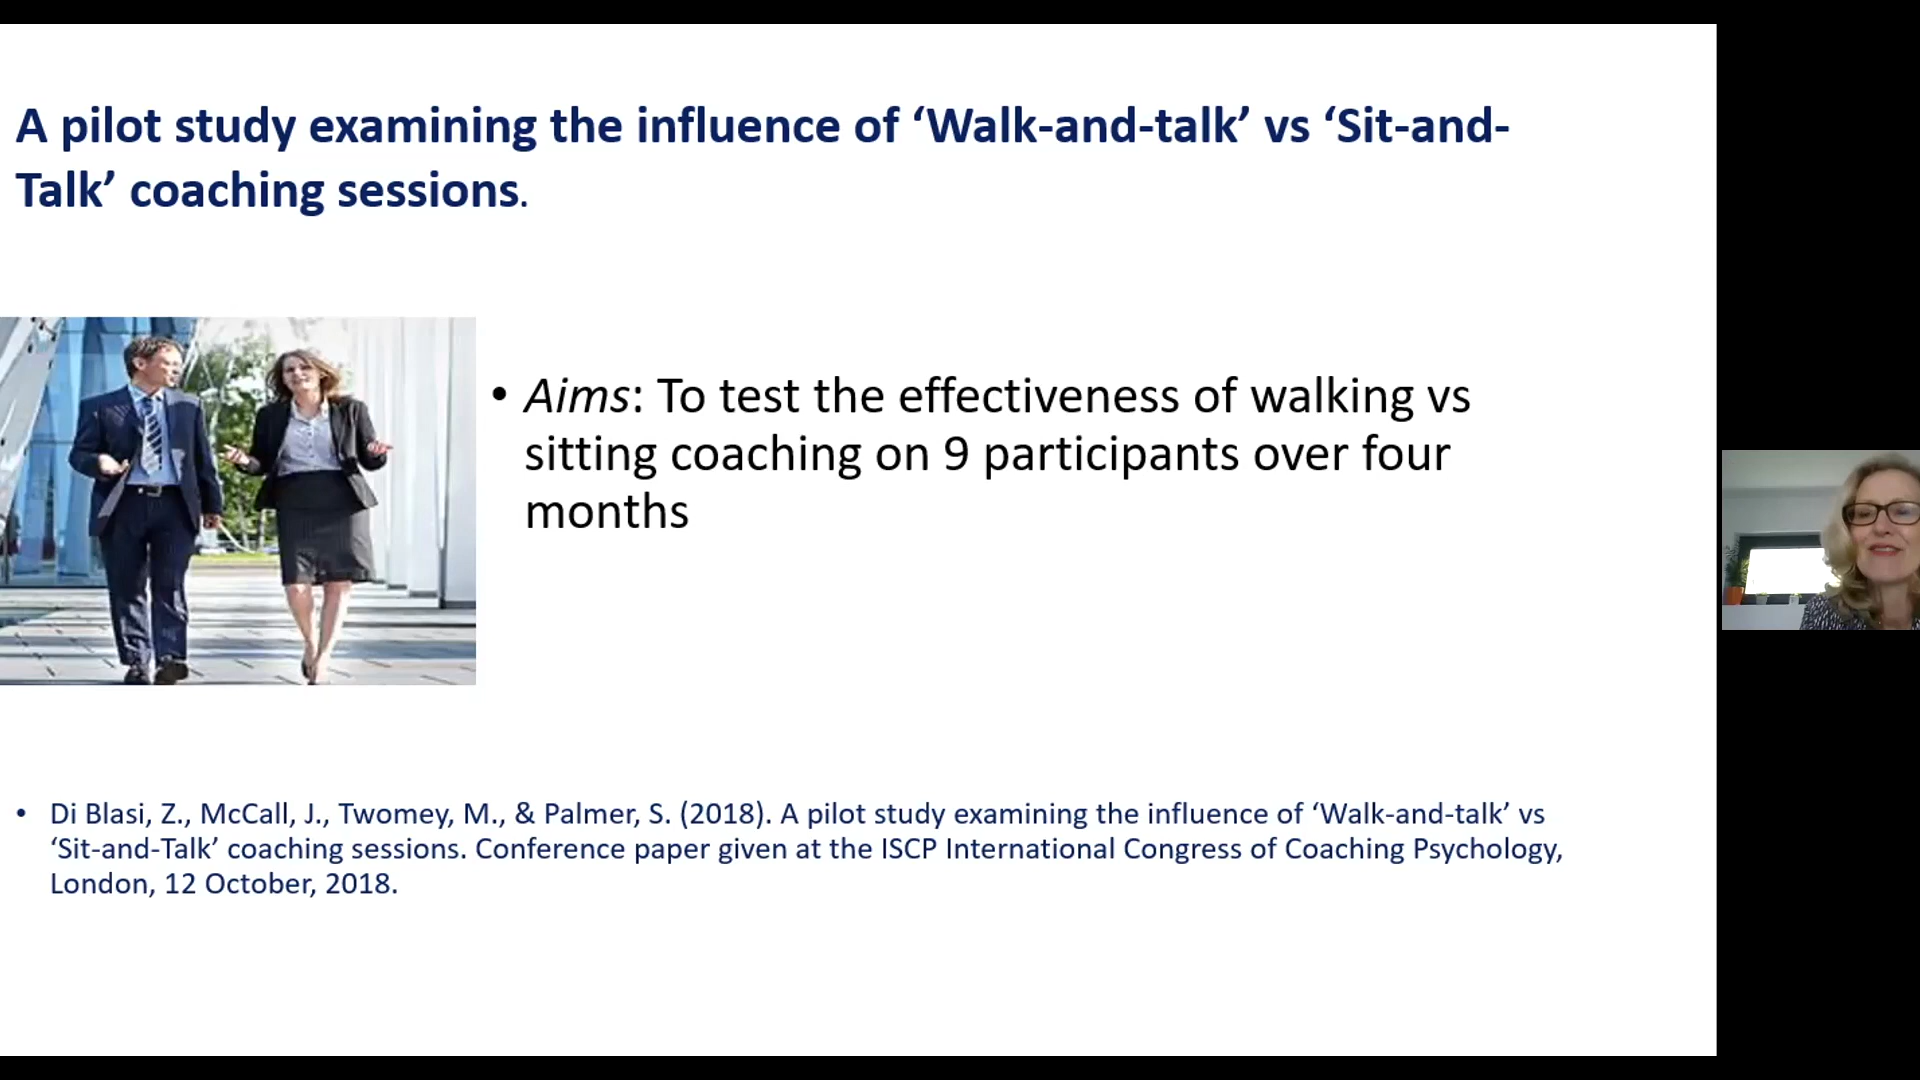 A pilot study examining the influence of ‘Walk-and-talk’ vs ‘Sit-and-
Talk’ coaching sessions.
• Aims: To test the effectiveness of walking vs
sitting coaching on 9 participants over four
months
• Di Blasi, Z., McCall, J., Twomey, M., & Palmer, S. (2018). A pilot study examining the influence of ‘Walk-and-talk’ vs
‘Sit-and-Talk’ coaching sessions. Conference paper given at the ISCP International Congress of Coaching Psychology,
London, 12 October, 2018.